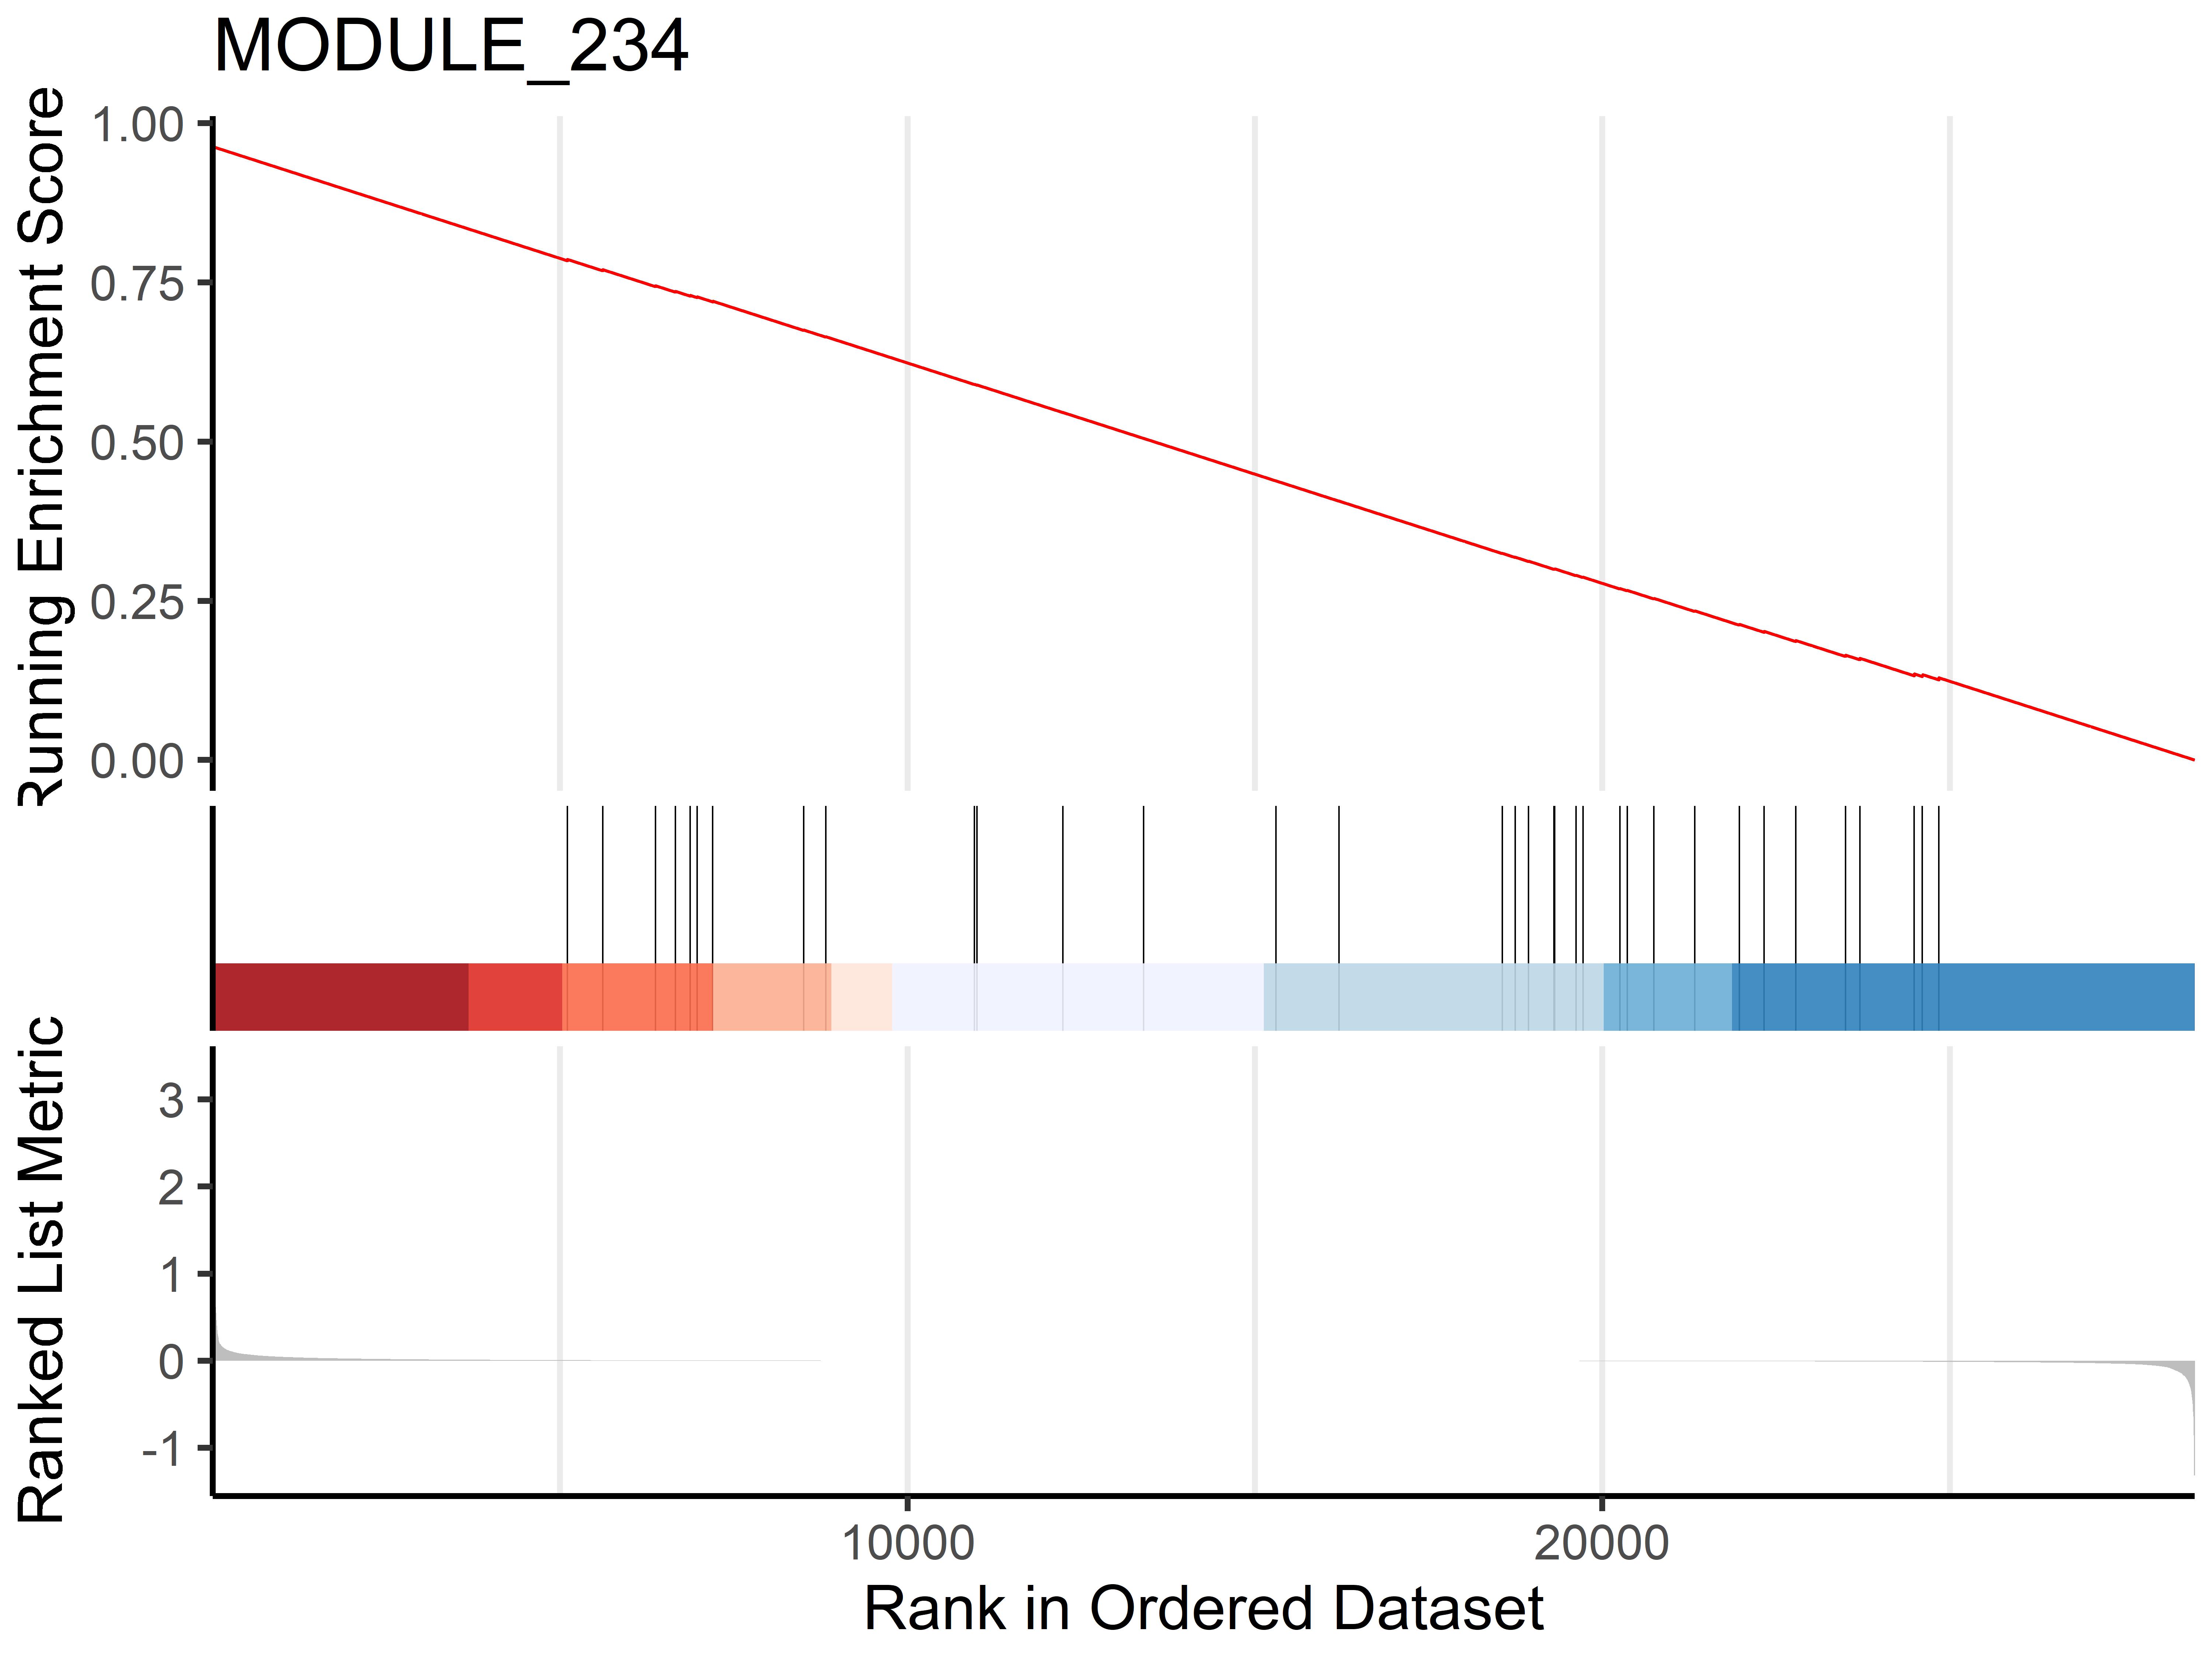 MODULE_234
Running Enrichment Score
1.00
0.75
0.50
0.25
0.00
Ranked List Metric
3
2
1
0
-1
10000 20000
Rank in Ordered Dataset